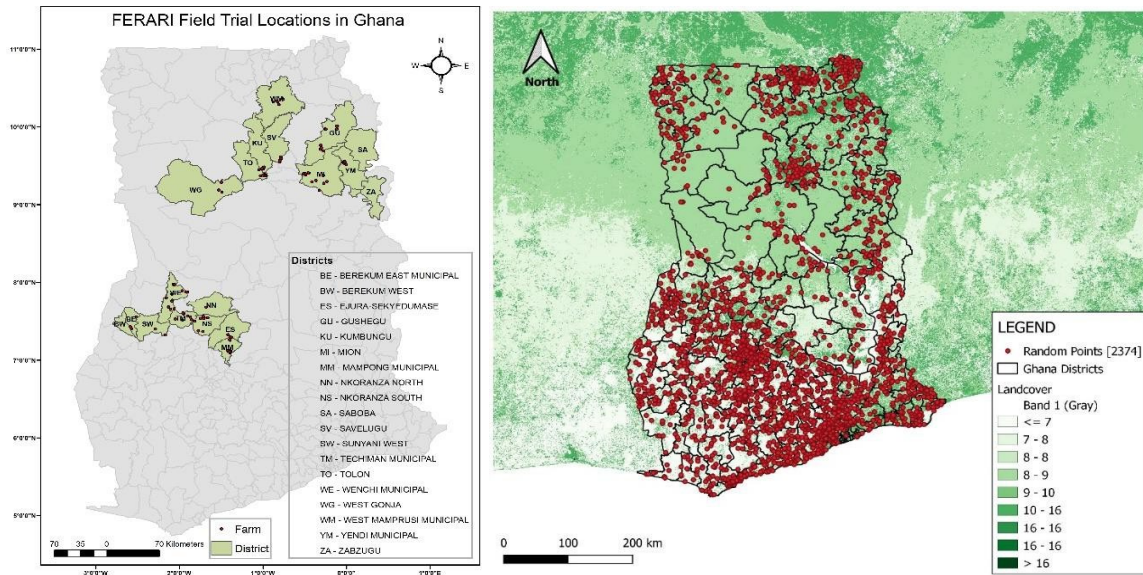 FERARI Field Trial Locations in Ghana
11°0'0"N
10°0'0"N
9°0'0"N
8°0'0"N
7°0'0"N
6°0'0"N
5°0'0"N
N
W
E
S
WM
SV
KU
TO
GU
SA
YM
MI
ZA
WG
WE
BE
BW
SW
TM
NN
NS
ES
MM
Districts
BE - BEREKUM EAST MUNICIPAL
BW - BEREKUM WEST
ES - EJURA-SEKYEDUMASE
GU - GUSHEGU
KU - KUMBUNGU
MI - MION
MM - MAMPONG MUNICIPAL
NN - NKORANZA NORTH
NS - NKORANZA SOUTH
SA - SABOBA
SV - SAVELUGU
SW - SUNYANI WEST
TM - TECHIMAN MUNICIPAL
TO - TOLON
WE - WENCHI MUNICIPAL
WG - WEST GONJA
WM - WEST MAMPRUSI MUNICIPAL
YM - YENDI MUNICIPAL
ZA - ZABZUGU
Farm
District
70 35 0 70 Kilometers
North
LEGEND
Random Points [2374]
Ghana Districts
Landcover
Band 1 (Gray)
<= 7
7 - 8
8 - 8
8 - 9
9 - 10
10 - 16
16 - 16
16 - 16
> 16
0 100 200 km